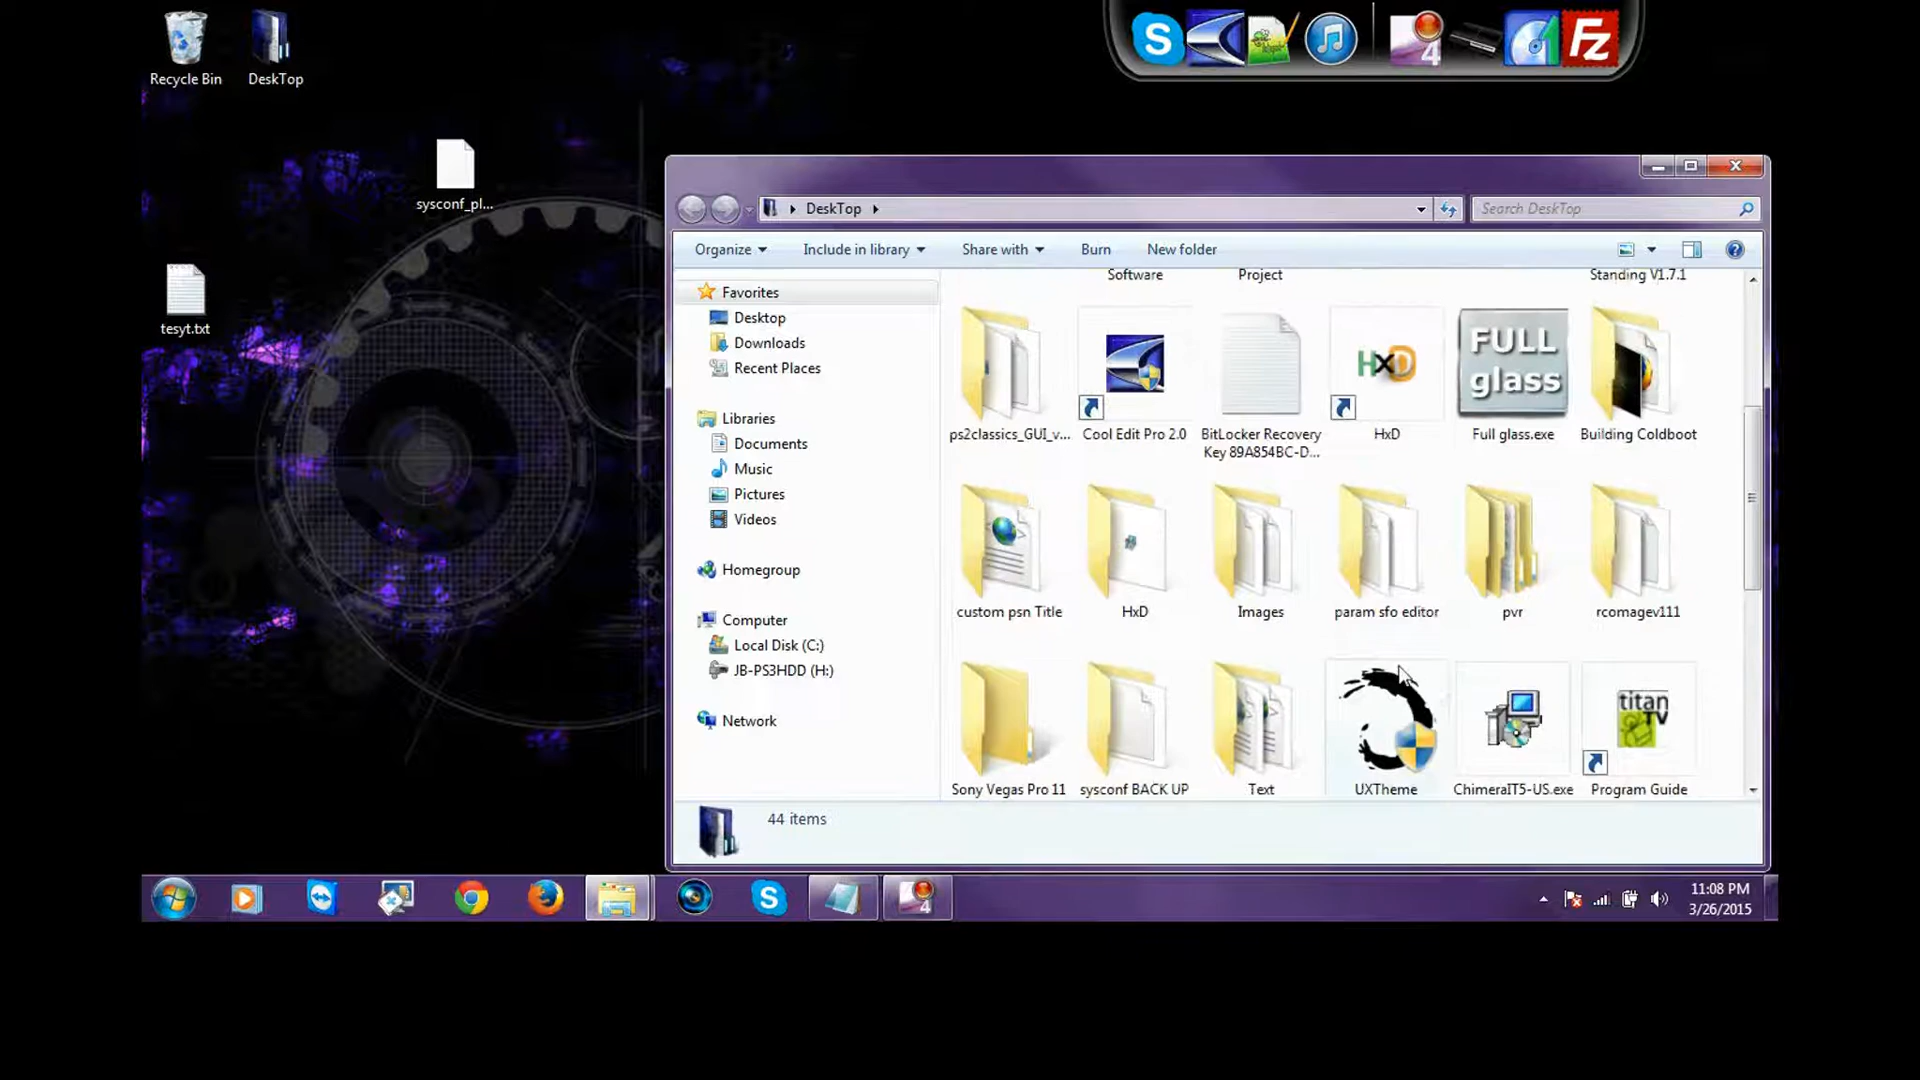 Recycle Bin
DeskTop
sysconf_pl...
tesyt.txt
S
4
FZ
DeskTop
Search DeskTop
Organize
Include in library
Share with
Burn
New folder
Favorites
Desktop
Downloads
Recent Places
Libraries
Documents
Music
Pictures
Videos
Homegroup
Computer
Local Disk (C:)
JB-PS3HDD (H:)
Network
Software
Project
Standing V1.7.1
HxD
FULL
glass
ps2classics_GUI_v...
Cool Edit Pro 2.0
BitLocker Recovery
Key 89A854BC-D...
HxD
Full glass.exe
Building Coldboot
custom psn Title
HxD
Images
param sfo editor
pvr
rcomagev111
titan
TV
Sony Vegas Pro 11
sysconf BACK UP
Text
UXTheme
ChimeraIT5-US.exe
Program Guide
44 items
S
4
11:08 PM
3/26/2015